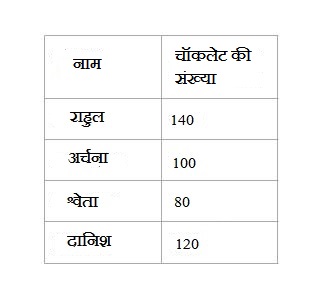 नाम चॉकलेट की
संख्या
राहुल 140
अर्चना 100
श्वेता 80
दानिश 120